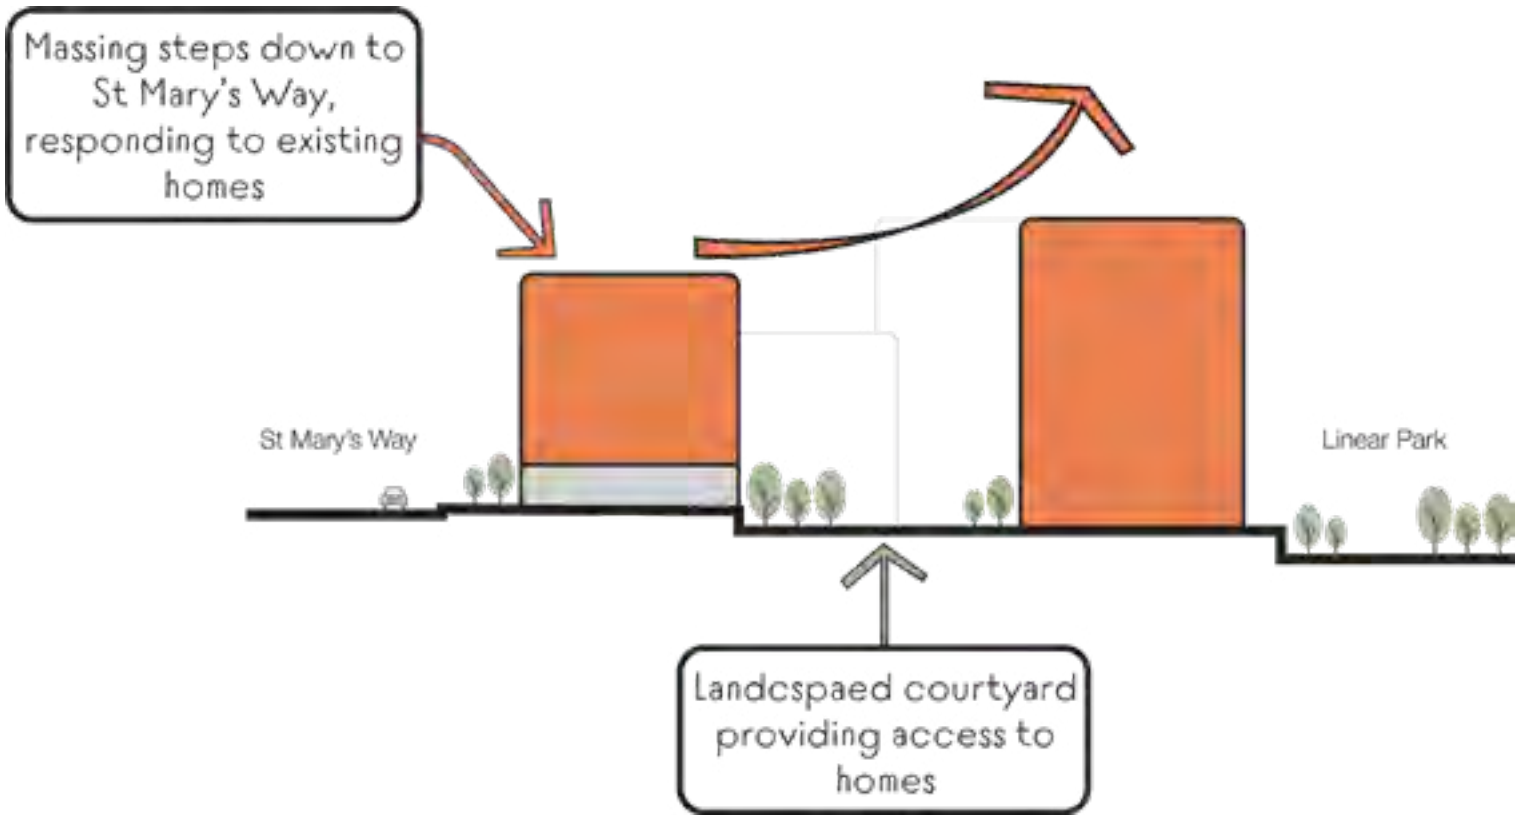 Massing steps down to
St Mary's Way,
responding to existing
homes
St Mary's Way
Linear Park
Landcspaed courtyard
providing access to
homes